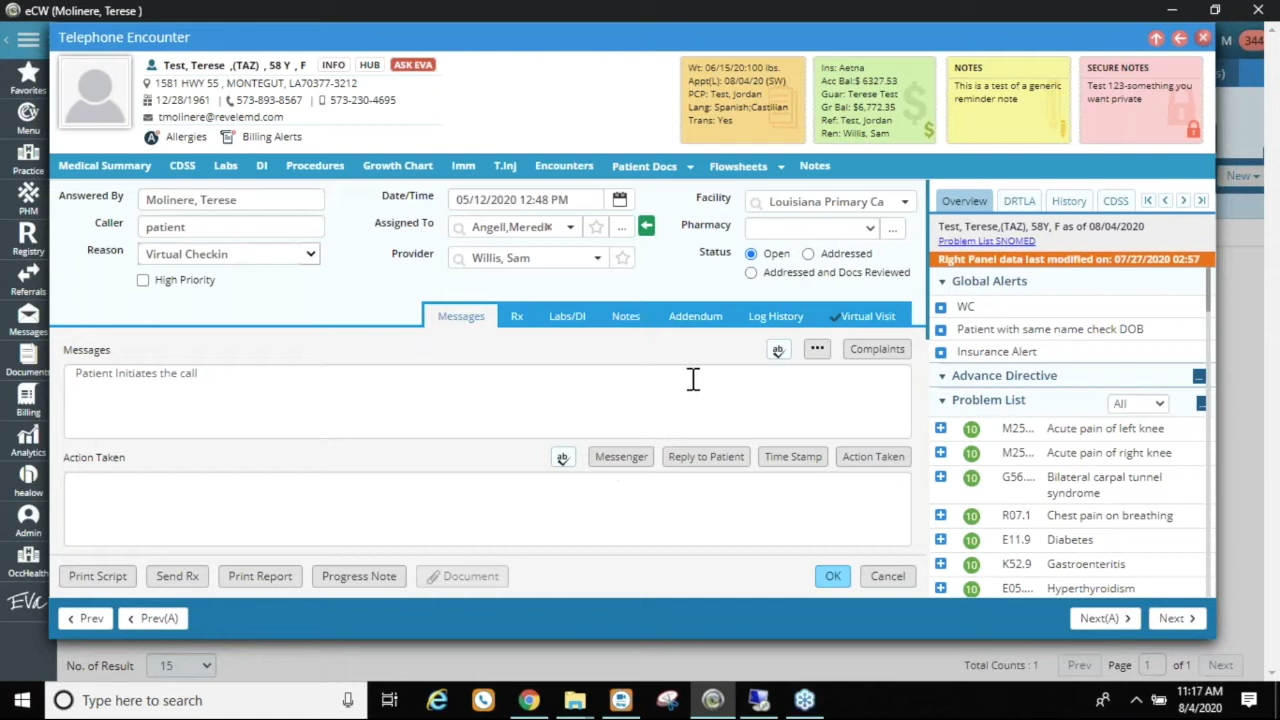 eCW (Molinere, Terese )
Telephone Encounter
Test, Terese ,(TAZ) , 58 Y , F INFO HUB ASK EVA
1581 HWY 55 , MONTEGUT, LA70377-3212
12/28/1961 573-893-8567 573-230-4695
tmolinere@revelemd.com
Allergies Billing Alerts
Wt: 06/15/20:100 lbs.
Appt(L): 08/04/20 (SW)
PCP: Test, Jordan
Lang: Spanish;Castilian
Trans: Yes
Ins: Aetna
Acc Bal:$ 6327.53
Guar: Terese Test
Gr Bal: $6,772.35
Ref: Test, Jordan
Ren: Willis, Sam
NOTES
This is a test of a generic
reminder note
SECURE NOTES
Test 123-something you
want private
M 344
Favorites
Menu
Practice
PHM
Registry
Referrals
Messages
Document
Billing
Analytics
healow
Admin
OccHealth
EVA
Medical Summary CDSS Labs DI Procedures Growth Chart Imm T.Inj Encounters Patient Docs Flowsheets Notes
New
Answered By Molinere, Terese Date/Time 05/12/2020 12:48 PM Facility Louisiana Primary Ca
Caller patient Assigned To Angell,Meredi Pharmacy ...
Reason Virtual Checkin Provider Willis, Sam Status Open Addressed
High Priority Addressed and Docs Reviewed
Messages Rx Labs/DI Notes Addendum Log History Virtual Visit
Messages ab ... Complaints
Patient Initiates the call
Action Taken ab Messenger Reply to Patient Time Stamp Action Taken
Print Script Send Rx Print Report Progress Note Document OK Cancel
Overview DRTLA History CDSS
Test, Terese,(TAZ), 58Y, F as of 08/04/2020
Problem List SNOMED
Right Panel data last modified on: 07/27/2020 02:57
Global Alerts
WC
Patient with same name check DOB
Insurance Alert
Advance Directive ...
Problem List All ...
10 M25... Acute pain of left knee
10 M25... Acute pain of right knee
10 G56.... Bilateral carpal tunnel
syndrome
10 R07.1 Chest pain on breathing
10 E11.9 Diabetes
10 K52.9 Gastroenteritis
10 E05.... Hyperthyroidism
Prev Prev(A) Next(A) Next
No. of Result 15 Total Counts : 1 Prev Page 1 of 1 Next
Type here to search
11:17 AM
8/4/2020